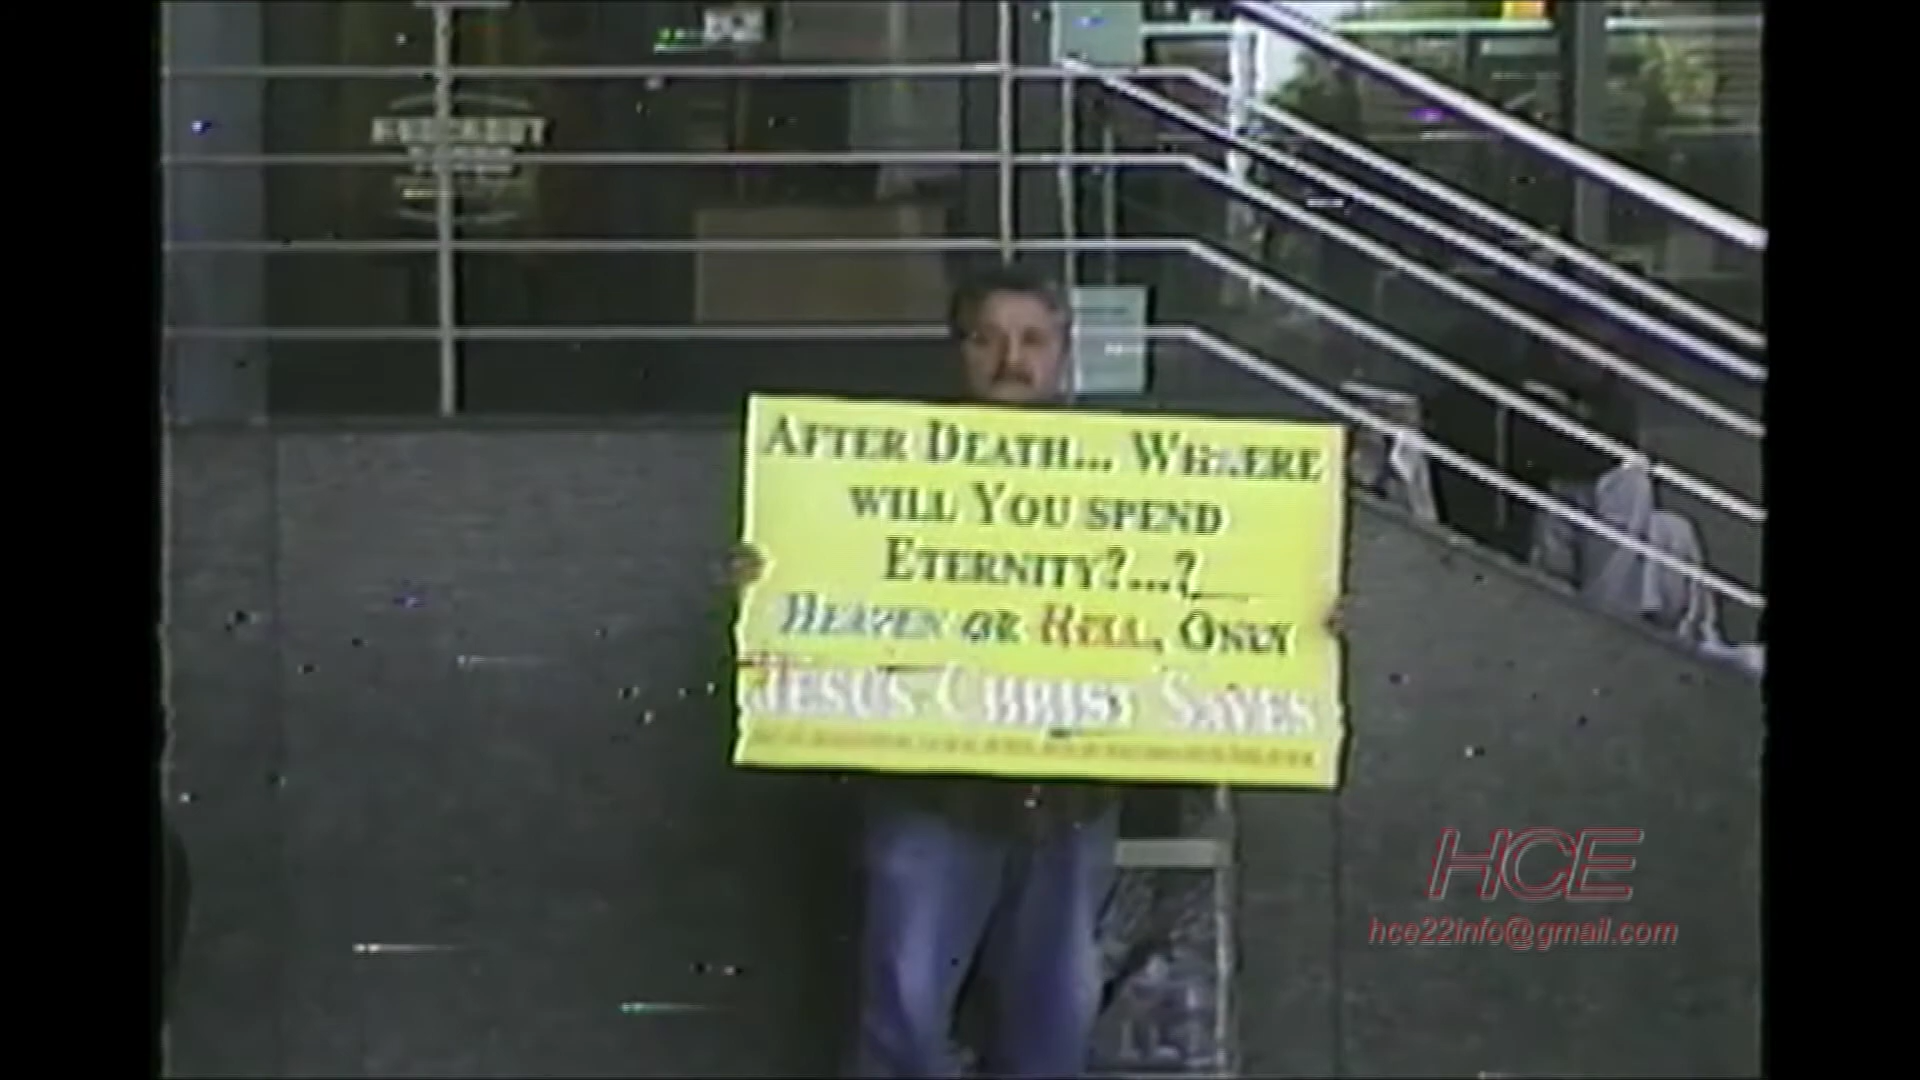 AFTER DEATH... WHERE
WILL YOU SPEND
ETERNITY?...?
HEAVEN OR HELL, ONLY
JESUS CHRIST SAVES
HCE
hce22info@gmail.com